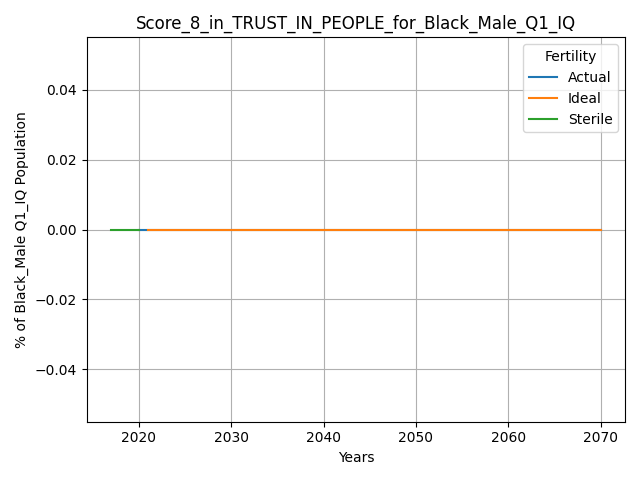 Score_8_in_TRUST_IN_PEOPLE_for_Black_Male_Q1_IQ
Fertility
Actual
Ideal
Sterile
% of Black_Male Q1_IQ Population
0.04
0.02
0.00
−0.02
−0.04
2020 2030 2040 2050 2060 2070
Years